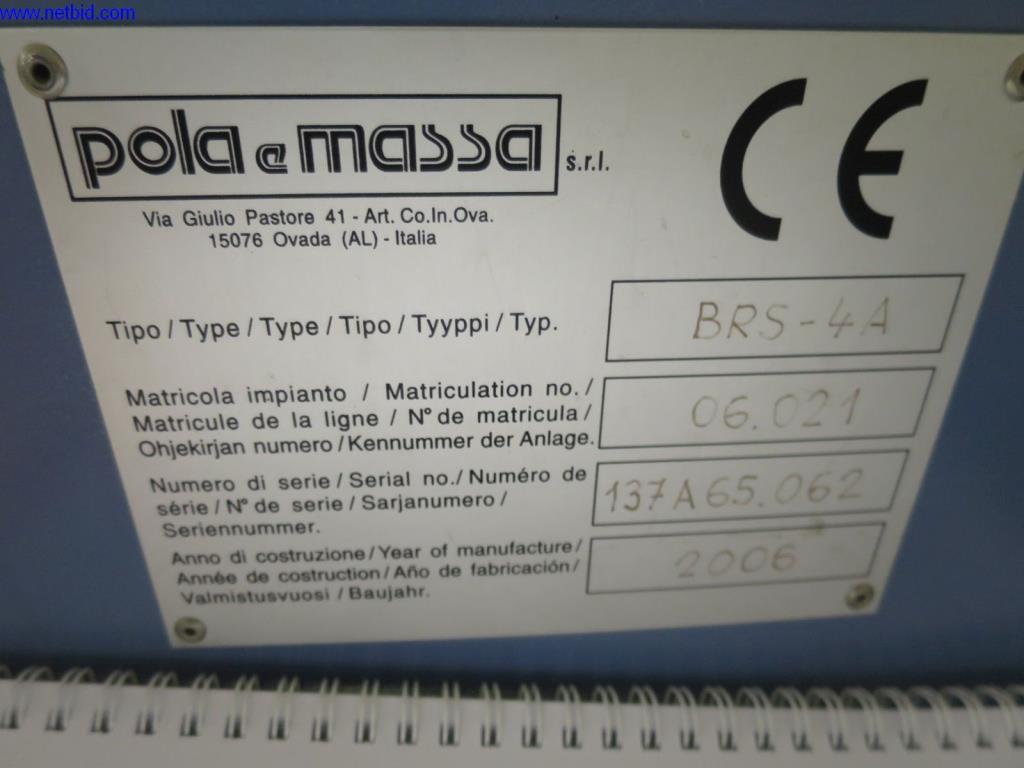 www.netbid.com
pola e massa s.r.l.
CE
Via Giulio Pastore 41 - Art. Co.In.Ova.
15076 Ovada (AL) - Italia
Tipo / Type / Type / Tipo / Tyyppi / Typ. BRS-4A
Matricola impianto / Matriculation no. /
Matricule de la ligne / N° de matricula /
Ohjekirjan numero / Kennummer der Anlage.
06.021
Numero di serie / Serial no. / Numéro de
série / N° de serie / Sarjanumero /
Seriennummer.
137A65.062
Anno di costruzione / Year of manufacture /
Année de costruction / Año de fabricación /
Valmistusvuosi / Baujahr.
2006